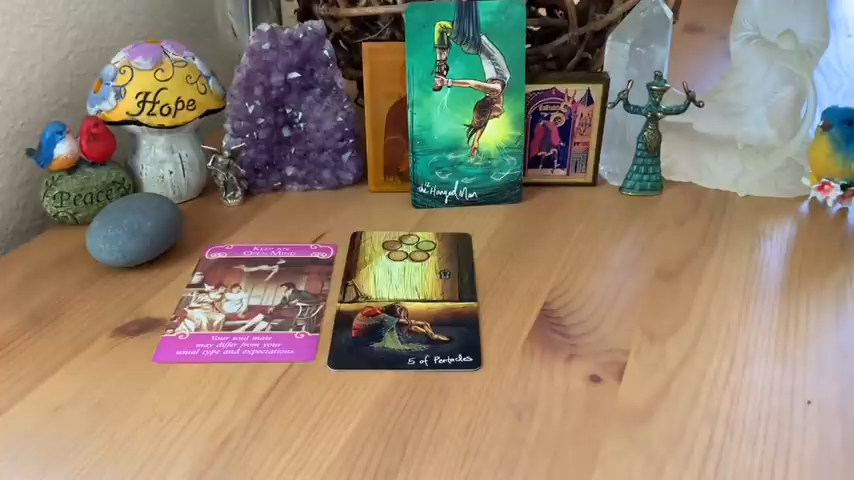 Hope
Peace
the Hanged Man
KEEP AN
OPEN MIND
Your soul mate
may differ from your
usual type and expectations
5 of Pentacles